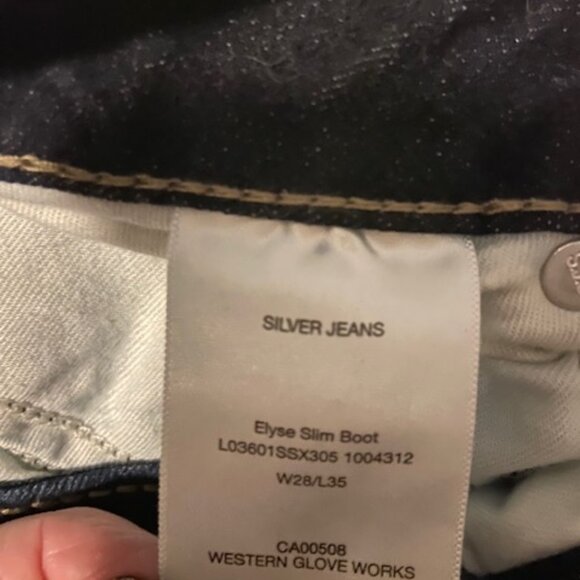 SILVER JEANS
Elyse Slim Boot
L03601SSX305 1004312
W28/L35
CA00508
WESTERN GLOVE WORKS